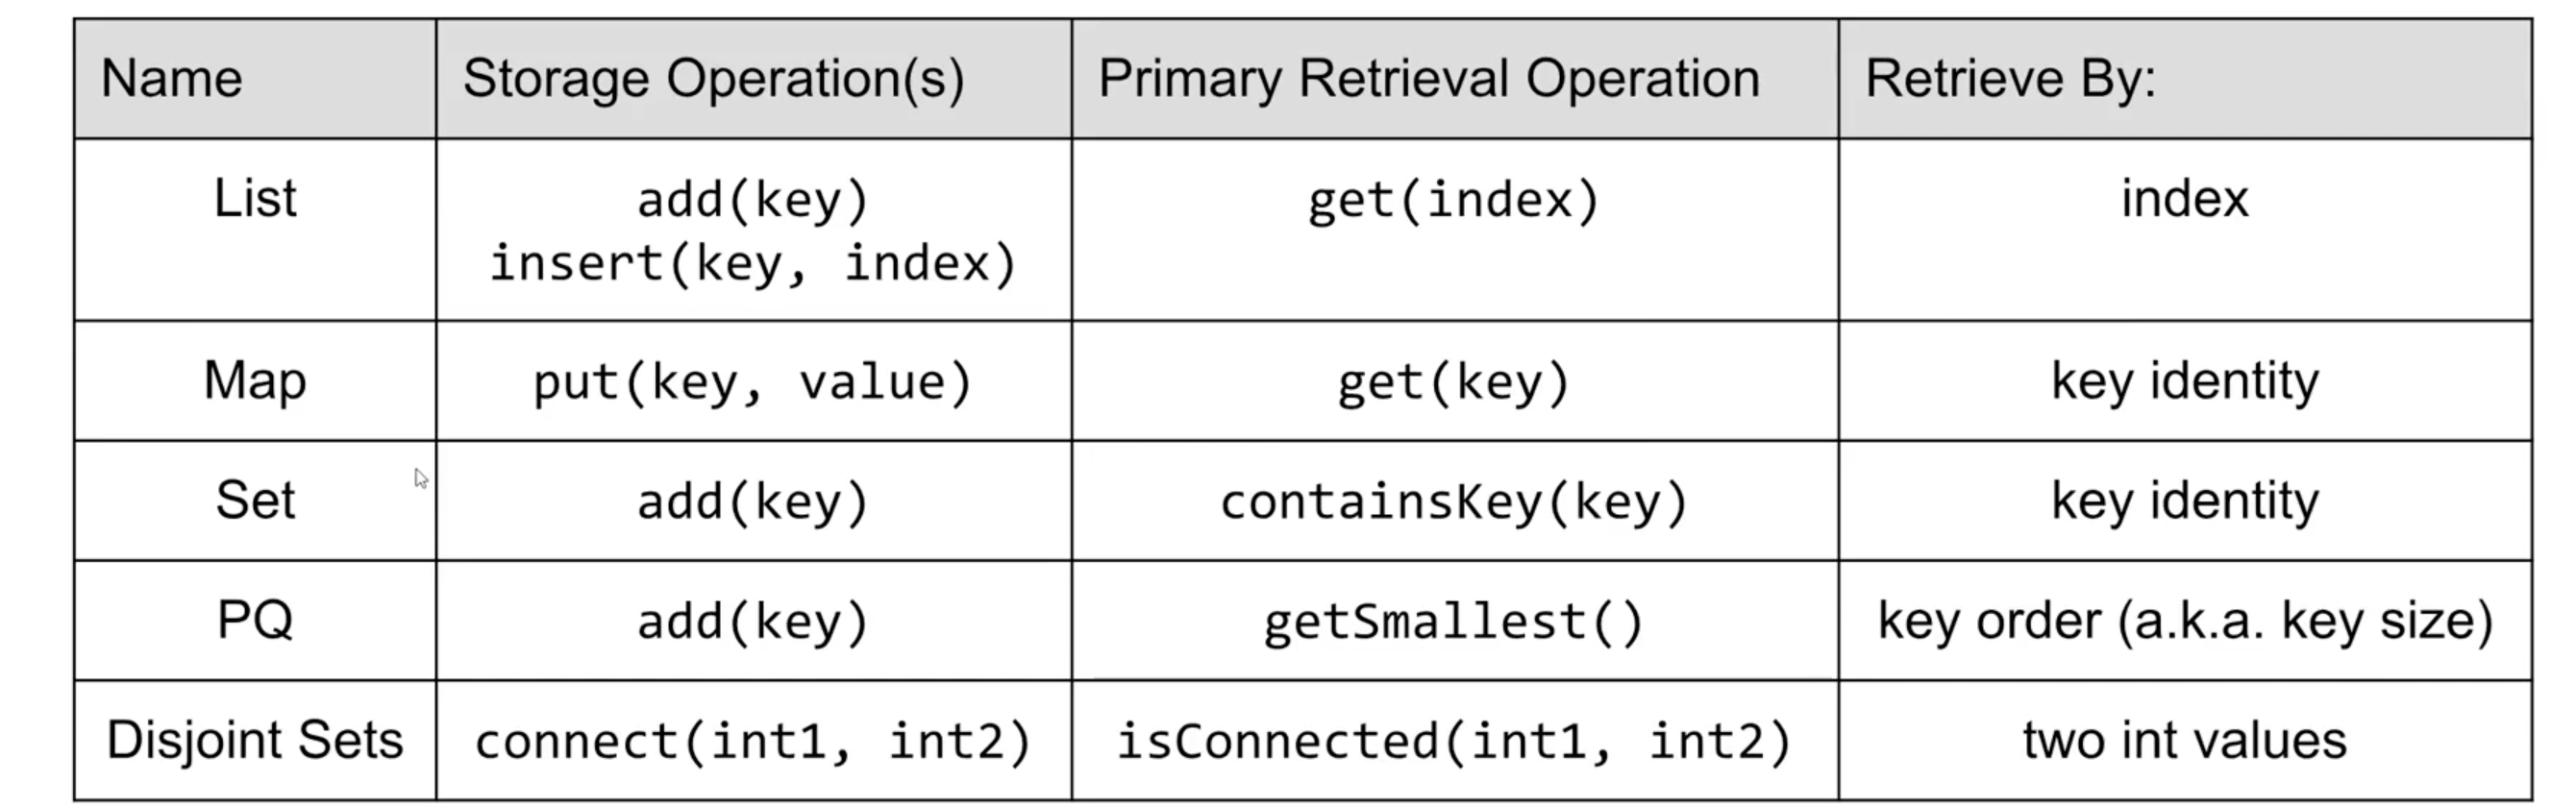 Name Storage Operation(s) Primary Retrieval Operation Retrieve By:
List add(key) get(index) index
insert(key, index)
Map put(key, value) get(key) key identity
Set add(key) containsKey(key) key identity
PQ add(key) getSmallest() key order (a.k.a. key size)
Disjoint Sets connect(int1, int2) isConnected(int1, int2) two int values